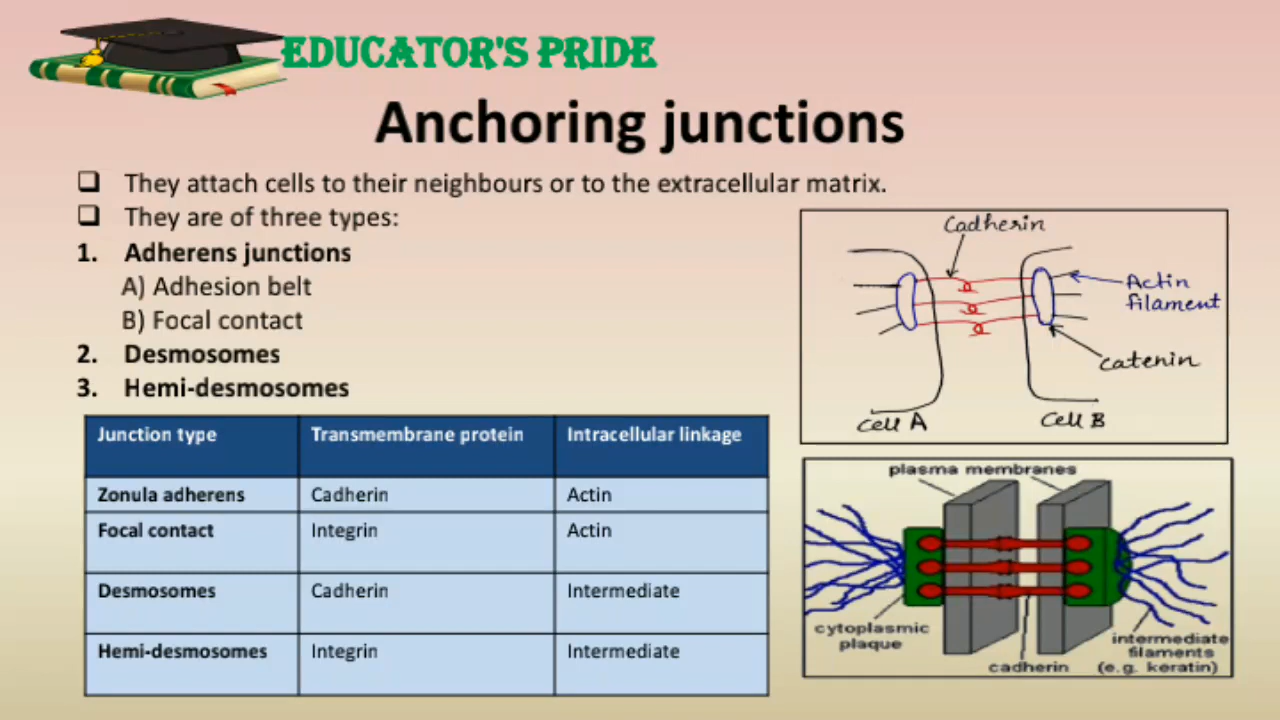 EDUCATOR'S PRIDE
Anchoring junctions
❑ They attach cells to their neighbours or to the extracellular matrix.
❑ They are of three types:
1. Adherens junctions
A) Adhesion belt
B) Focal contact
2. Desmosomes
3. Hemi-desmosomes
Junction type Transmembrane protein Intracellular linkage
Zonula adherens Cadherin Actin
Focal contact Integrin Actin
Desmosomes Cadherin Intermediate
Hemi-desmosomes Integrin Intermediate
Cadherin
Actin
filament
Catenin
Cell A
Cell B
plasma membranes
cytoplasmic
plaque
cadherin
intermediate
filaments
(e.g. keratin)